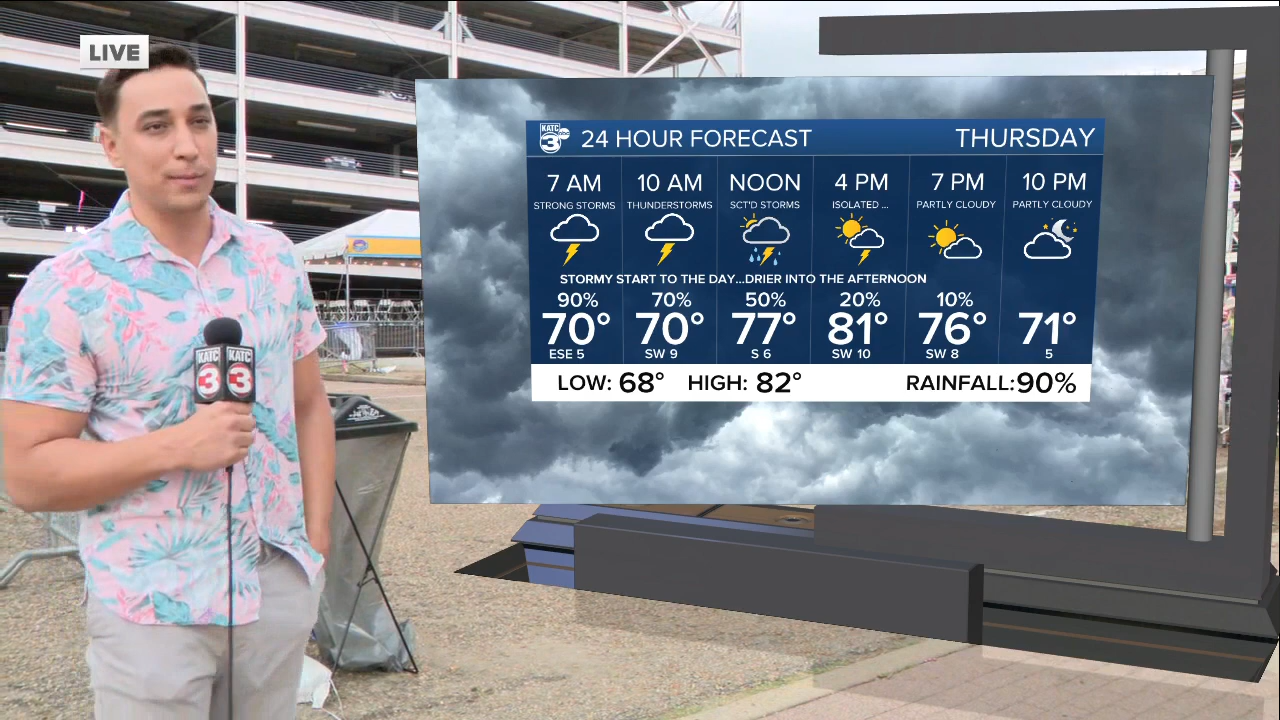 LIVE
KATC
3 abc
24 HOUR FORECAST
THURSDAY
7 AM
10 AM
NOON
4 PM
7 PM
10 PM
STRONG STORMS
THUNDERSTORMS
SCT'D STORMS
ISOLATED ...
PARTLY CLOUDY
PARTLY CLOUDY
STORMY START TO THE DAY...DRIER INTO THE AFTERNOON
90%
70%
50%
20%
10%
70°
70°
77°
81°
76°
71°
ESE 5
SW 9
S 6
SW 10
SW 8
5
LOW: 68°
HIGH: 82°
RAINFALL:90%
KATC
3
KATC
3